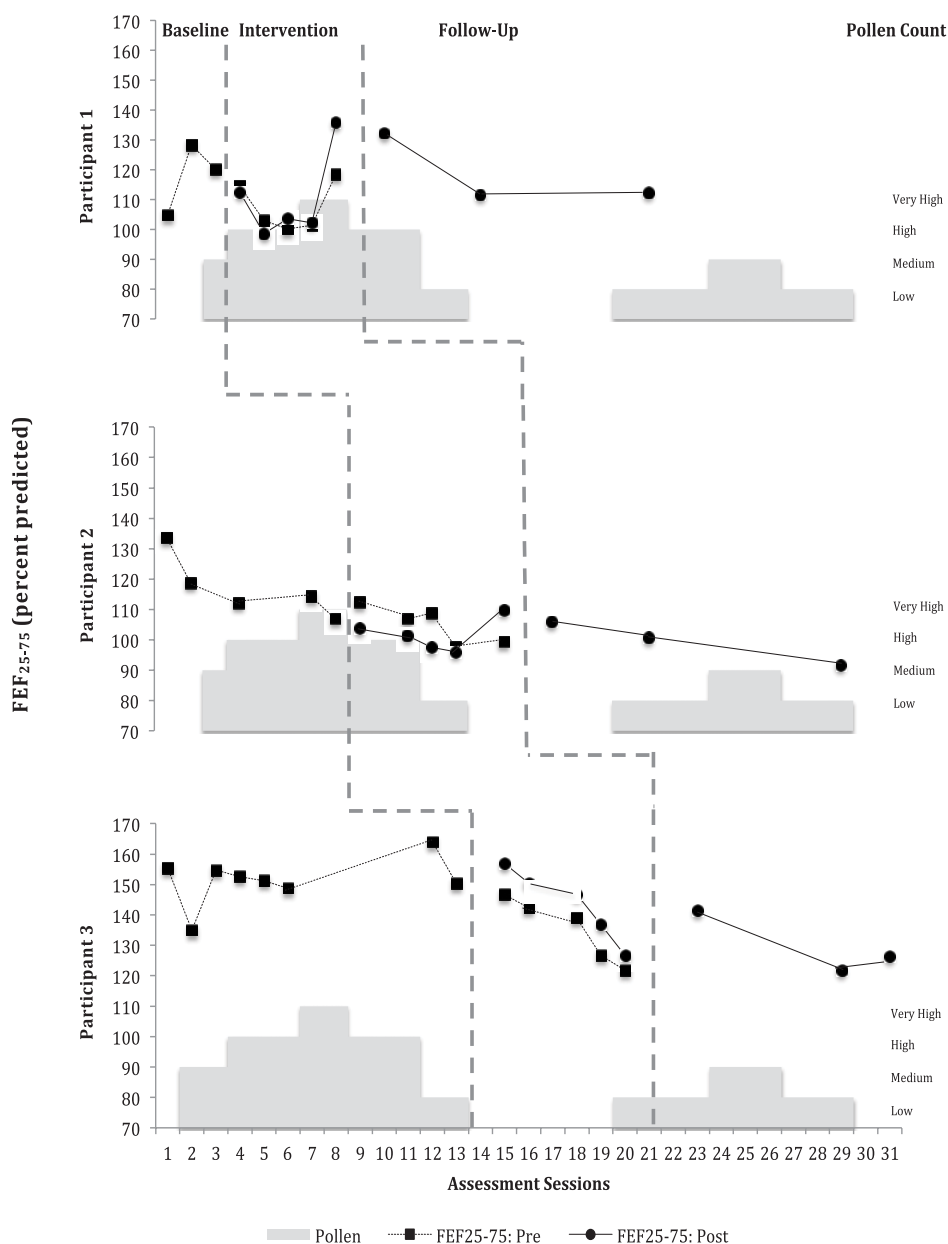 Baseline Intervention Follow-Up Pollen Count
170
160
150
140
130
120
110
100
90
80
70
Participant 1
Very High
High
Medium
Low
FEF25-75 (percent predicted)
170
160
150
140
130
120
110
100
90
80
70
Participant 2
Very High
High
Medium
Low
170
160
150
140
130
120
110
100
90
80
70
Participant 3
Very High
High
Medium
Low
1 2 3 4 5 6 7 8 9 10 11 12 13 14 15 16 17 18 19 20 21 22 23 24 25 26 27 28 29 30 31
Assessment Sessions
Pollen FEF25-75: Pre FEF25-75: Post